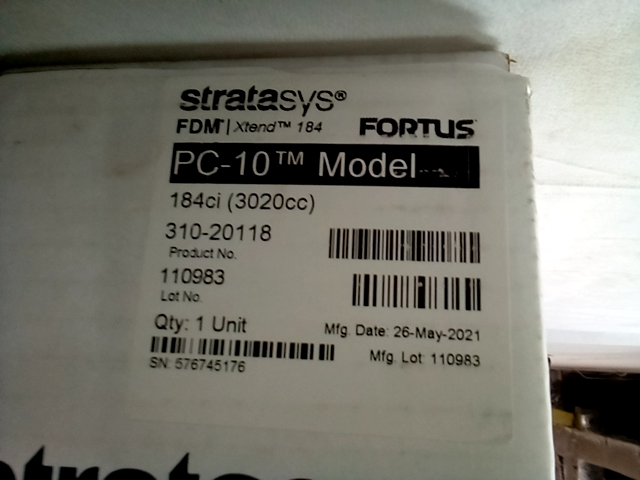 stratasys®
FDM™ | Xtend™ 184 FORTUS
PC-10™ Model
184ci (3020cc)
310-20118
Product No.
110983
Lot No.
Qty: 1 Unit
Mfg. Date: 26-May-2021
SN: 576745176
Mfg. Lot: 110983